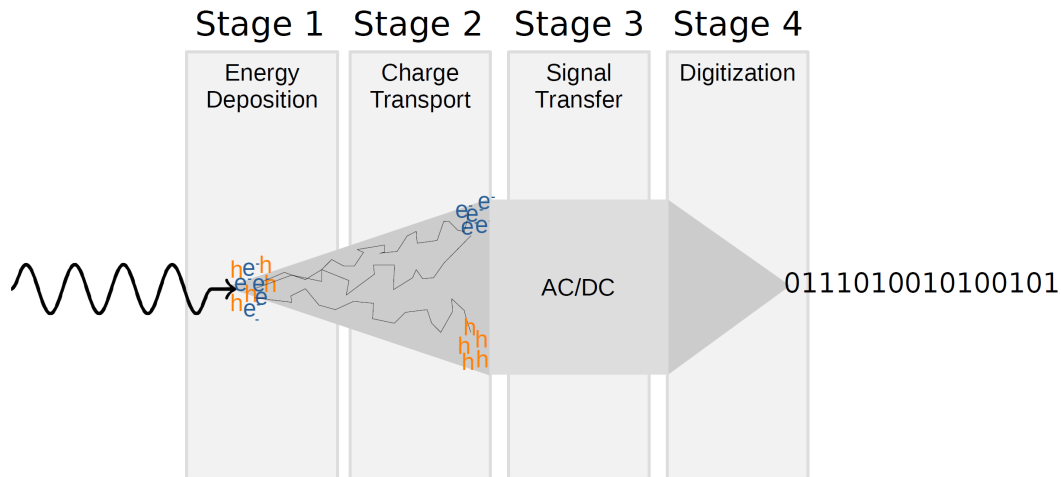 Stage 1 Stage 2 Stage 3 Stage 4
Energy
Deposition
Charge
Transport
Signal
Transfer
Digitization
e-
e-
e-
e-
e-
h
e-
h
e-
e-
h
h
h
e-
e
-
AC/DC
0111010010100101
h
h
h
h
h